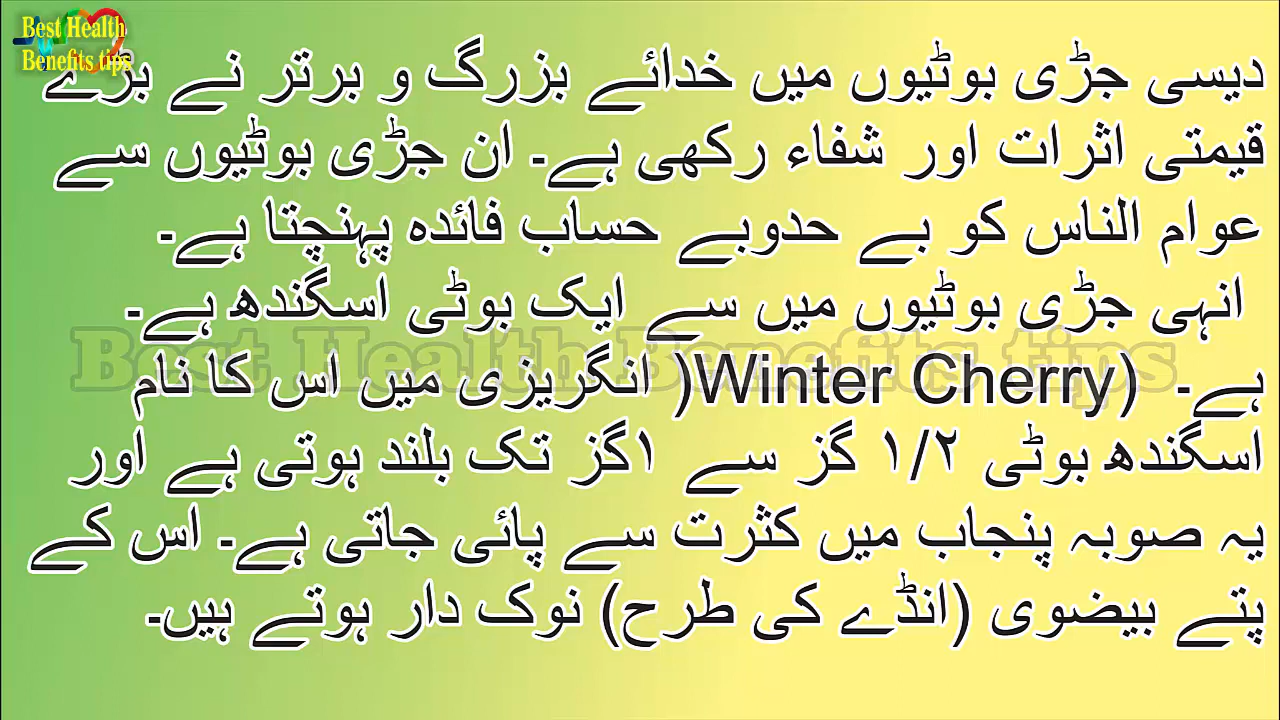 Best Health
Benefits tips
دیسی جڑی بوٹیوں میں خدائے بزرگ و برتر نے بڑے
قیمتی اثرات اور شفاء رکھی ہے۔ ان جڑی بوٹیوں سے
عوام الناس کو بے حدوبے حساب فائدہ پہنچتا ہے۔
انہی جڑی بوٹیوں میں سے ایک بوٹی اسگندھ ہے۔
Best Health Benefits tips
ہے۔ (Winter Cherry) انگریزی میں اس کا نام
اسگندھ بوٹی ۱/۲ گز سے ۱گز تک بلند ہوتی ہے اور
یہ صوبہ پنجاب میں کثرت سے پائی جاتی ہے۔ اس کے
پتے بیضوی (انڈے کی طرح) نوک دار ہوتے ہیں۔